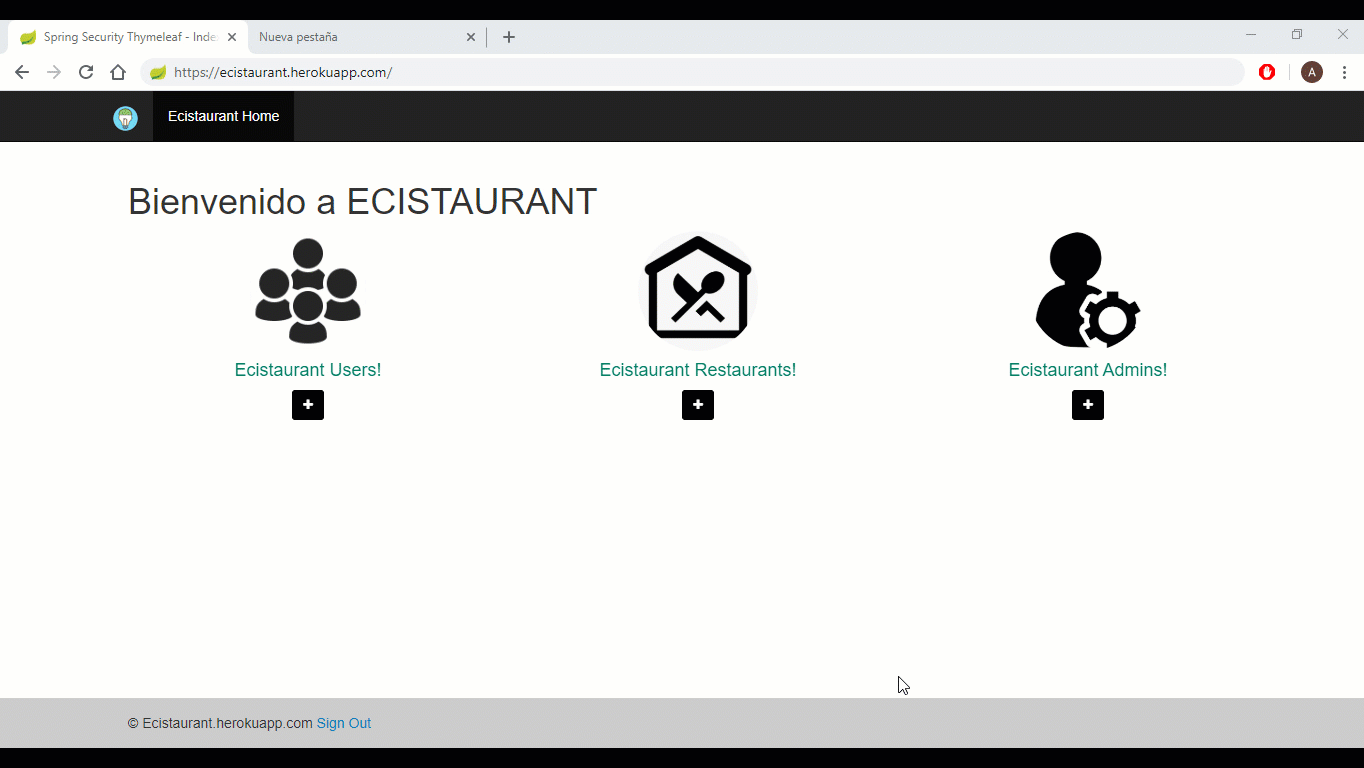 Spring Security Thymeleaf - Inde
Nueva pestaña
https://ecistaurant.herokuapp.com/
A
Ecistaurant Home
Bienvenido a ECISTAURANT
Ecistaurant Users!
Ecistaurant Restaurants!
Ecistaurant Admins!
© Ecistaurant.herokuapp.com Sign Out